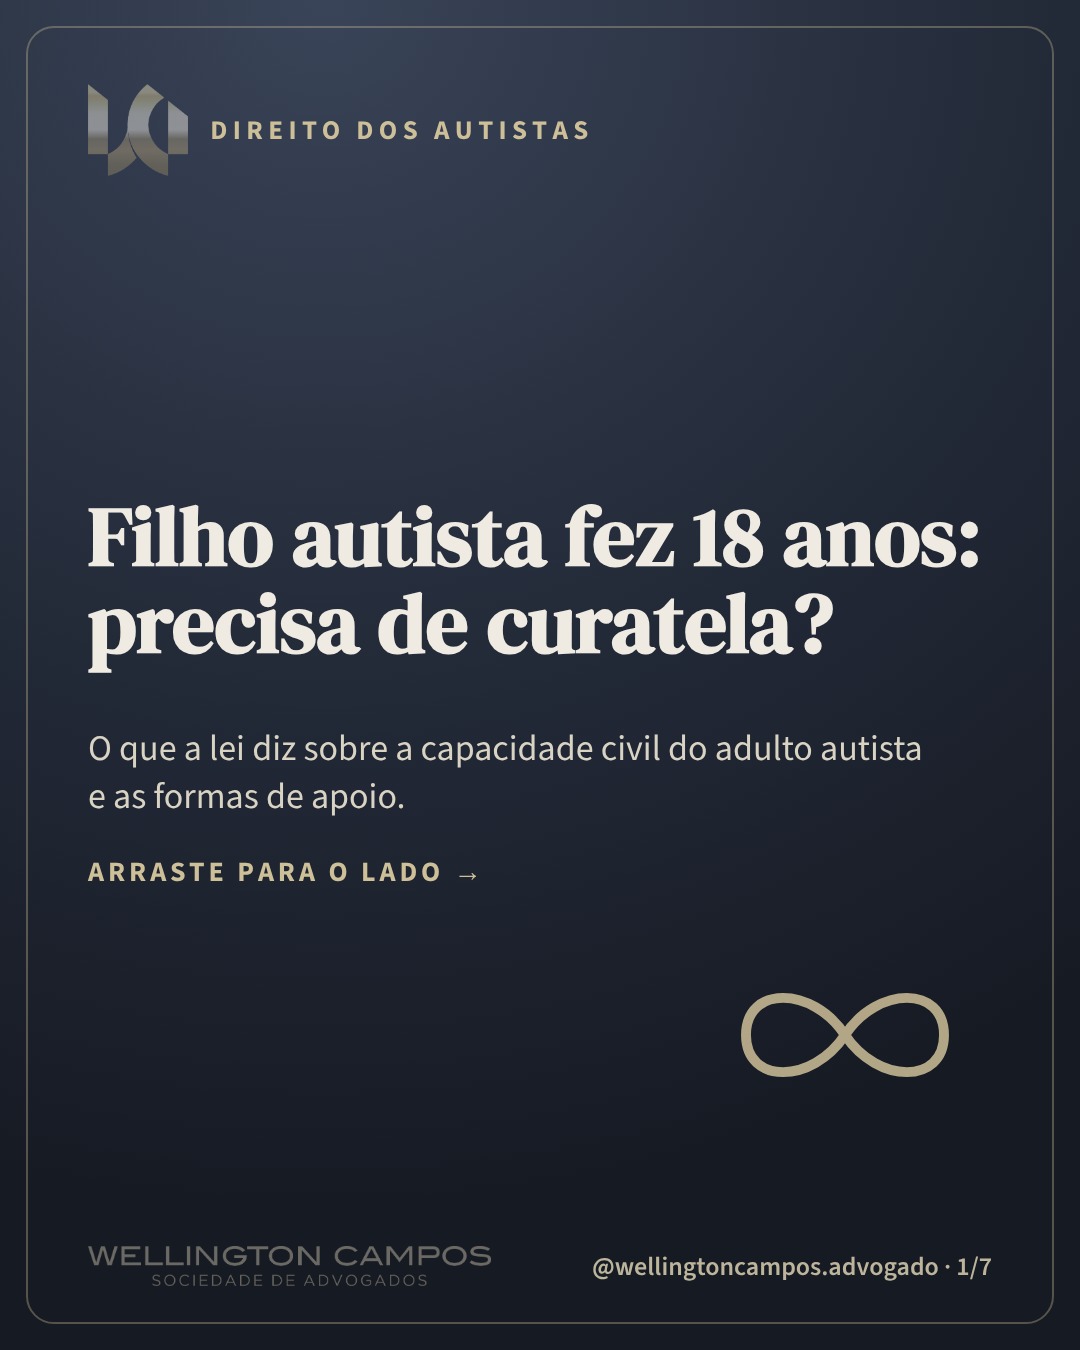 DIREITO DOS AUTISTAS
Filho autista fez 18 anos:
precisa de curatela?
O que a lei diz sobre a capacidade civil do adulto autista
e as formas de apoio.
ARRASTE PARA O LADO →
WELLINGTON CAMPOS
SOCIEDADE DE ADVOGADOS
@wellingtoncampos.advogado · 1/7